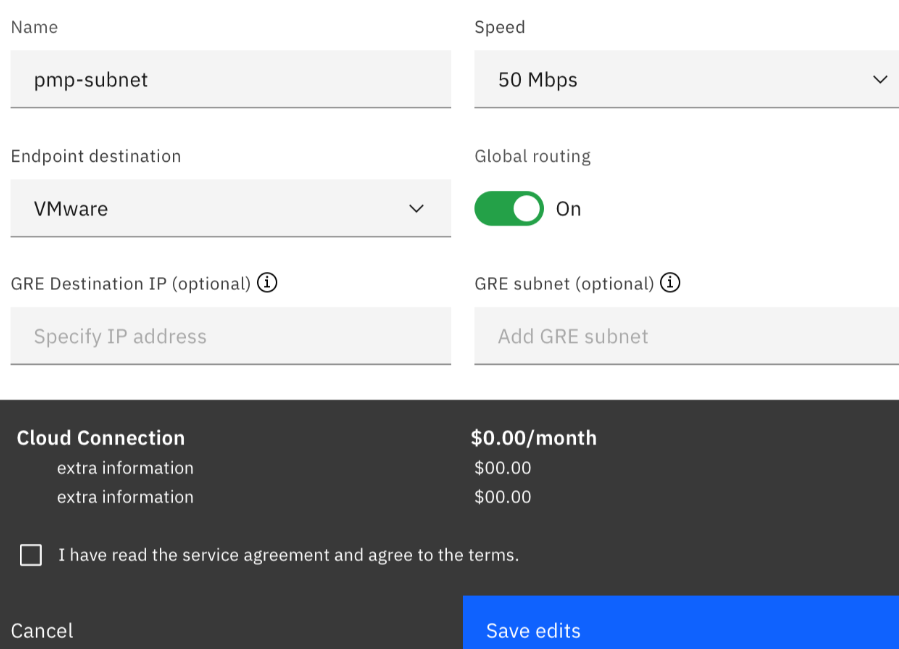 Name
Speed
pmp-subnet
50 Mbps
Endpoint destination
Global routing
VMware
On
GRE Destination IP (optional)
GRE subnet (optional)
Specify IP address
Add GRE subnet
Cloud Connection
$0.00/month
extra information
$00.00
extra information
$00.00
I have read the service agreement and agree to the terms.
Cancel
Save edits